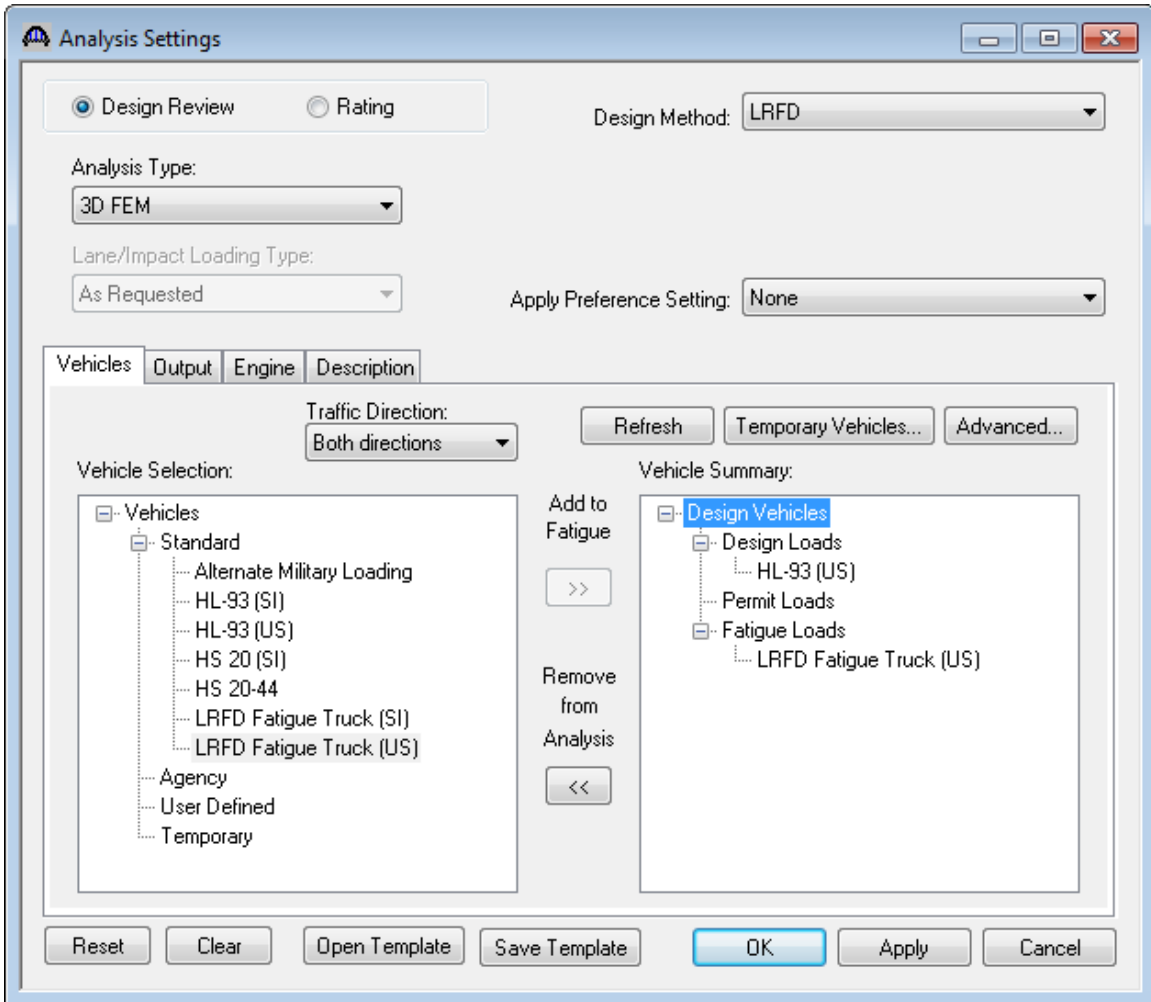 Analysis Settings
Design Review
Rating
Design Method:
LRFD
Analysis Type:
3D FEM
Lane/Impact Loading Type:
As Requested
Apply Preference Setting:
None
Vehicles
Output
Engine
Description
Traffic Direction:
Both directions
Refresh
Temporary Vehicles...
Advanced...
Vehicle Selection:
Vehicles
Standard
Alternate Military Loading
HL-93 (SI)
HL-93 (US)
HS 20 (SI)
HS 20-44
LRFD Fatigue Truck (SI)
LRFD Fatigue Truck (US)
Agency
User Defined
Temporary
Add to
Fatigue
>>
Remove
from
Analysis
<<
Vehicle Summary:
Design Vehicles
Design Loads
HL-93 (US)
Permit Loads
Fatigue Loads
LRFD Fatigue Truck (US)
Reset
Clear
Open Template
Save Template
OK
Apply
Cancel